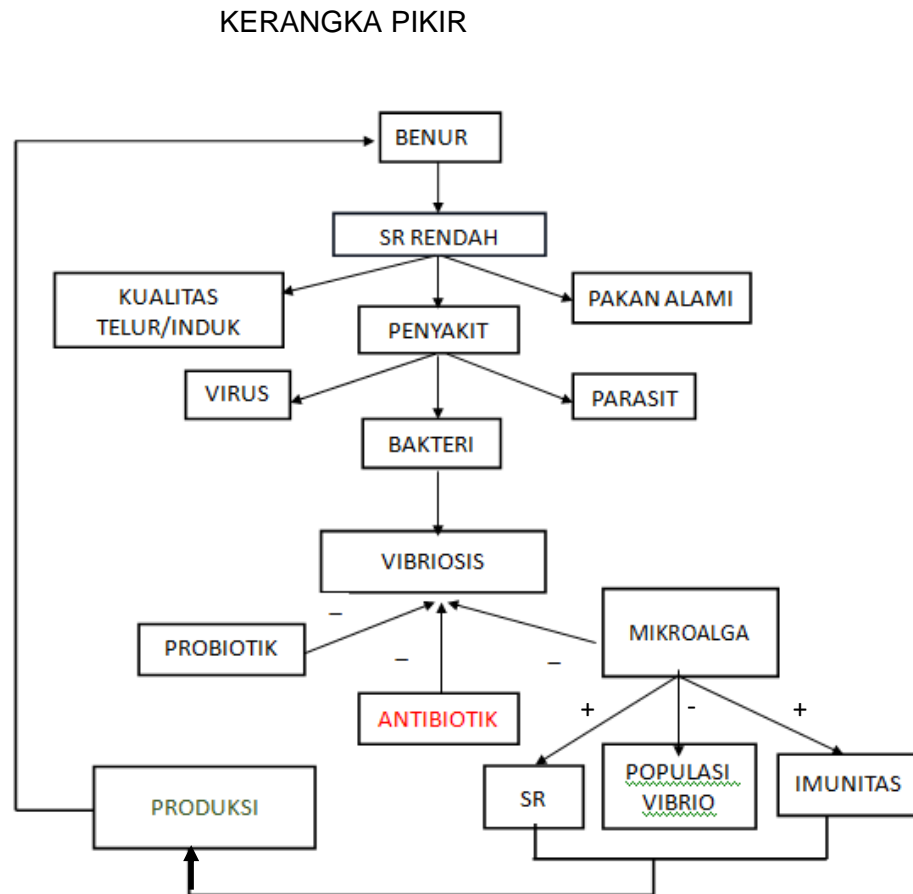 KERANGKA PIKIR
BENUR
SR RENDAH
KUALITAS
TELUR/INDUK
PAKAN ALAMI
PENYAKIT
VIRUS
PARASIT
BAKTERI
VIBRIOSIS
–
MIKROALGA
PROBIOTIK
–
–
ANTIBIOTIK
+
-
+
POPULASI
VIBRIO
IMUNITAS
SR
PRODUKSI